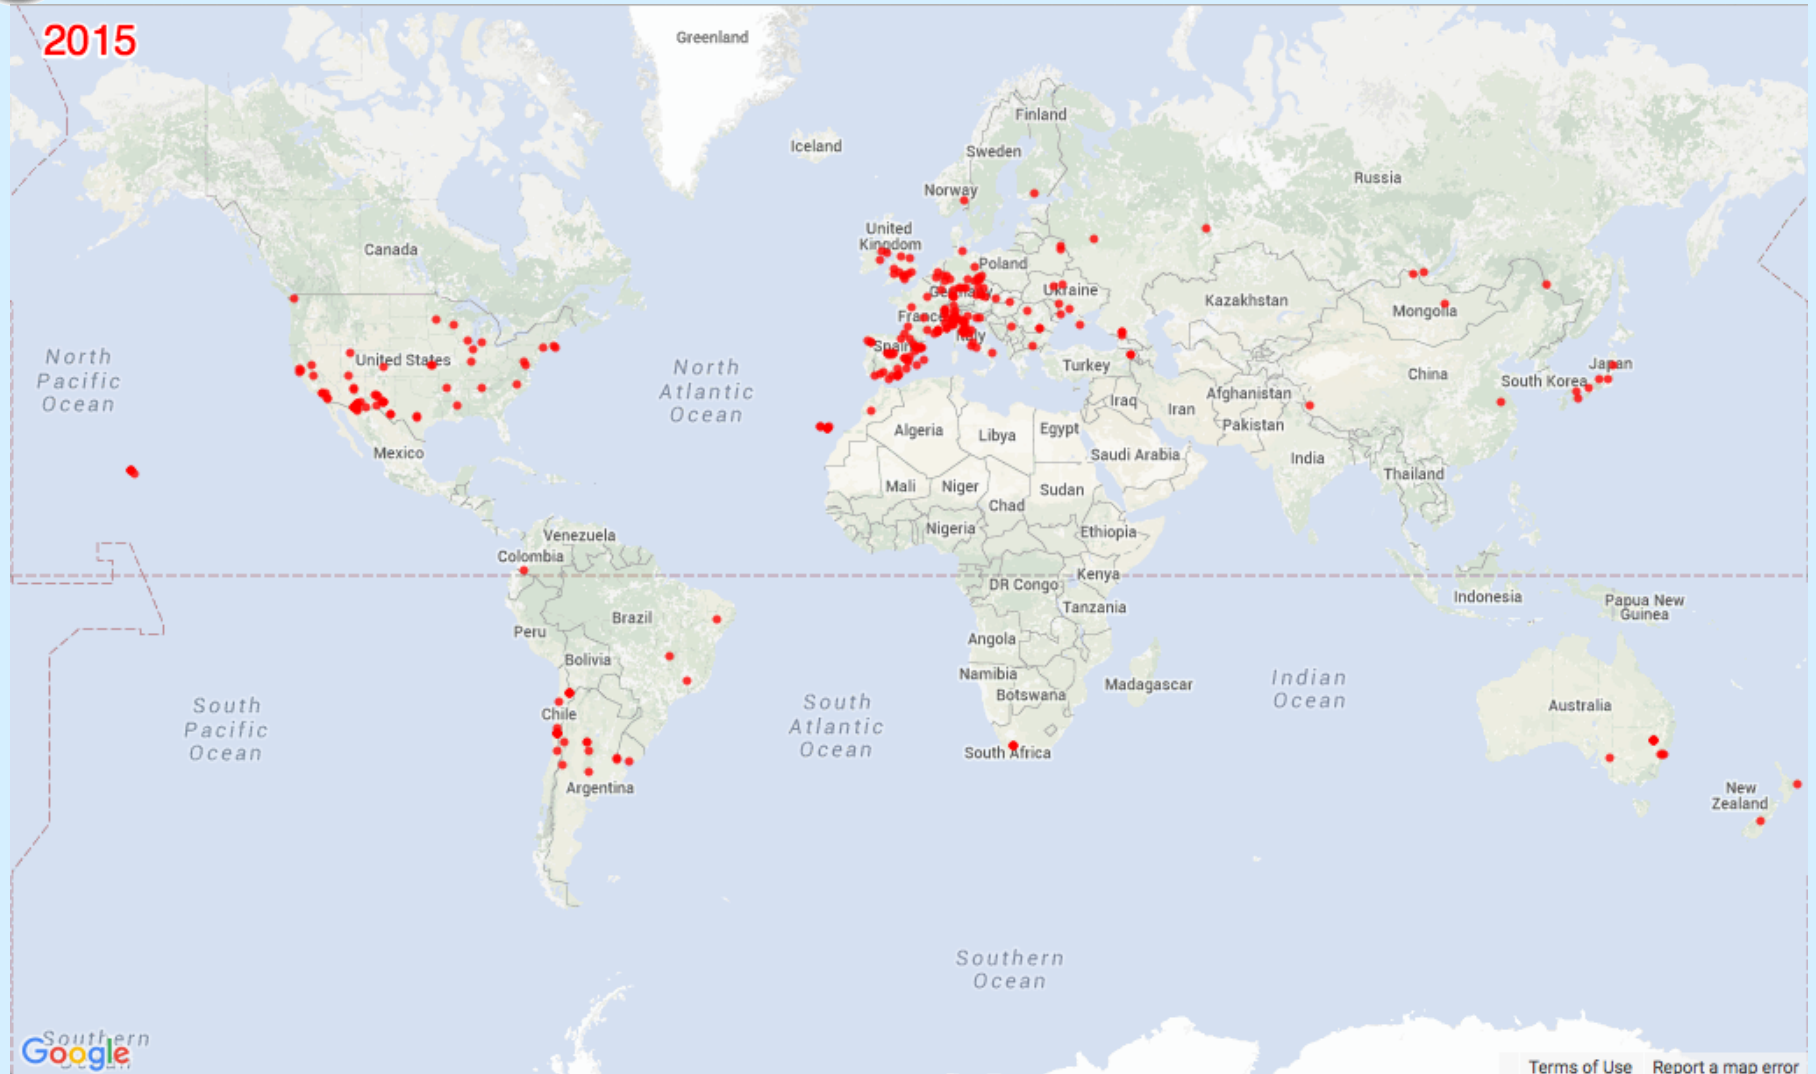 2015
Greenland
Iceland
Finland
Sweden
Norway
Russia
United
Kingdom
Canada
Poland
Germany
Ukraine
Kazakhstan
Mongolia
France
Spain
Italy
United States
North
Pacific
Ocean
North
Atlantic
Ocean
Turkey
China
Japan
South Korea
Afghanistan
Iraq
Iran
Pakistan
Algeria
Libya
Egypt
Saudi Arabia
India
Thailand
Mexico
Mali
Niger
Sudan
Chad
Nigeria
Ethiopia
Venezuela
Colombia
DR Congo
Kenya
Tanzania
Indonesia
Papua New
Guinea
Brazil
Peru
Angola
Bolivia
Namibia
Botswana
Madagascar
Indian
Ocean
South
Pacific
Ocean
South
Atlantic
Ocean
Chile
Australia
South Africa
Argentina
New
Zealand
Southern
Ocean
Southern
Ocean
Google
Terms of Use
Report a map error